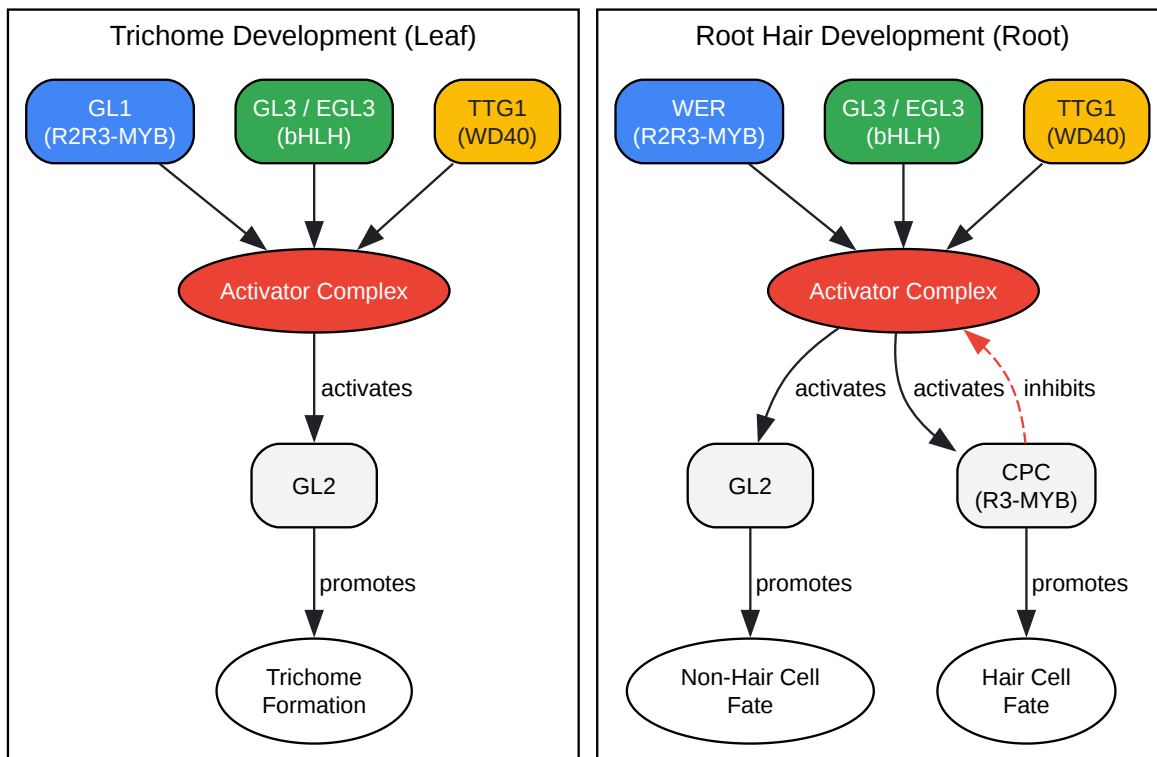 Trichome Development (Leaf)
GL1
(R2R3-MYB)
GL3 / EGL3
(bHLH)
TTG1
(WD40)
Activator Complex
activates
GL2
promotes
Trichome
Formation
Root Hair Development (Root)
WER
(R2R3-MYB)
GL3 / EGL3
(bHLH)
TTG1
(WD40)
Activator Complex
activates
activates
inhibits
GL2
CPC
(R3-MYB)
promotes
promotes
Non-Hair Cell
Fate
Hair Cell
Fate